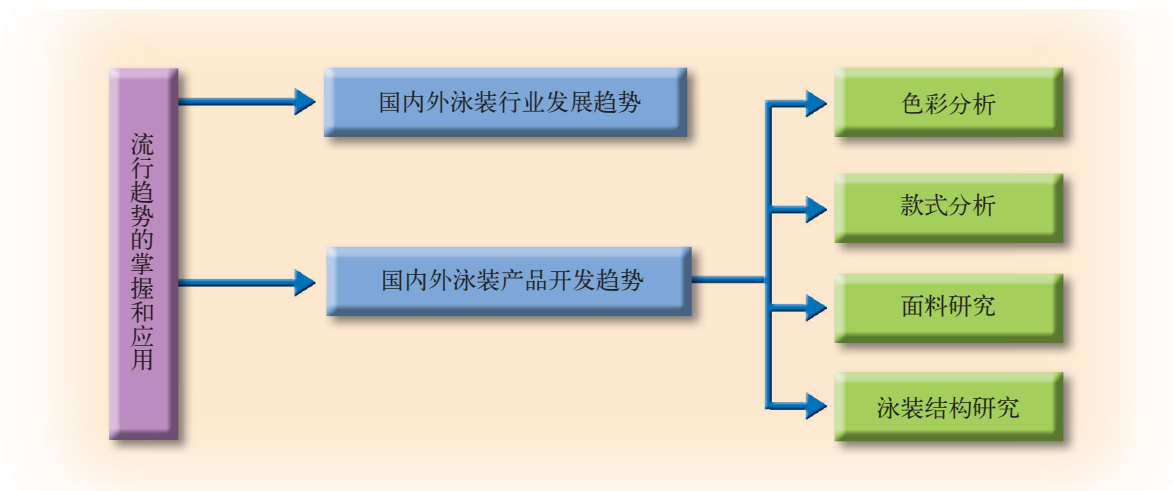 流行趋势的掌握和应用
国内外泳装行业发展趋势
国内外泳装产品开发趋势
色彩分析
款式分析
面料研究
泳装结构研究